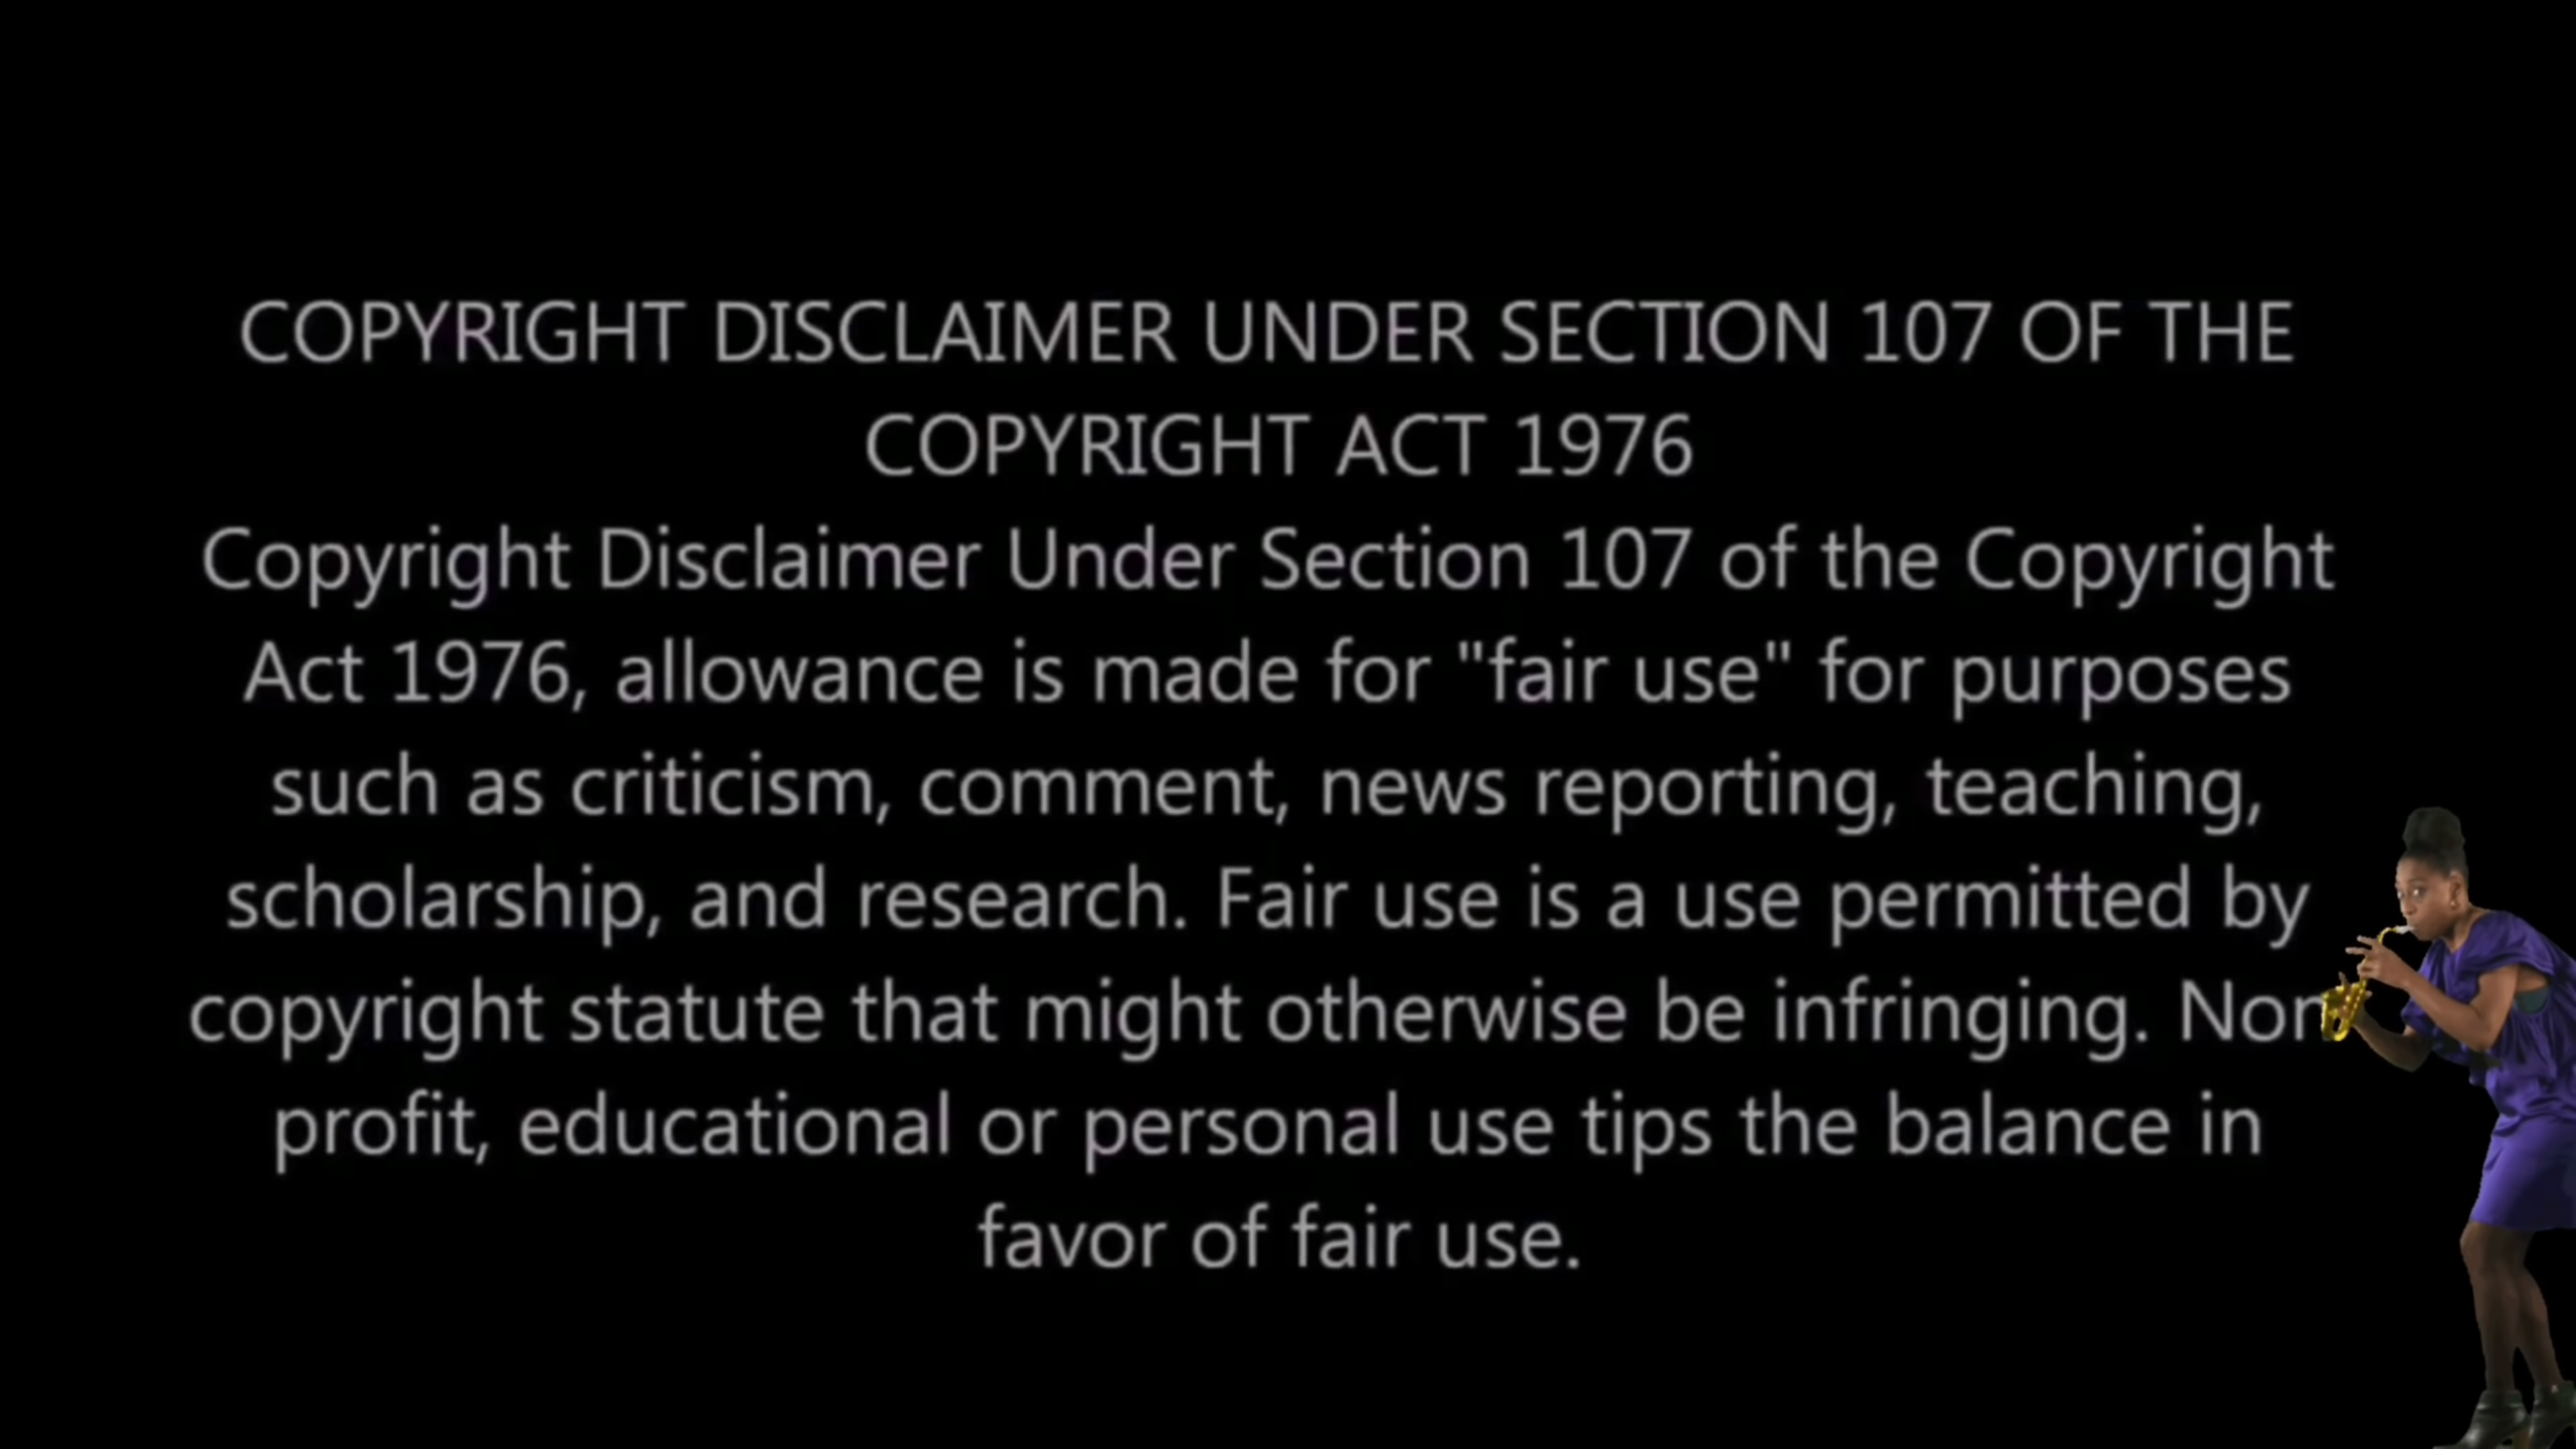 COPYRIGHT DISCLAIMER UNDER SECTION 107 OF THE
COPYRIGHT ACT 1976
Copyright Disclaimer Under Section 107 of the Copyright
Act 1976, allowance is made for "fair use" for purposes
such as criticism, comment, news reporting, teaching,
scholarship, and research. Fair use is a use permitted by
copyright statute that might otherwise be infringing. Non
profit, educational or personal use tips the balance in
favor of fair use.